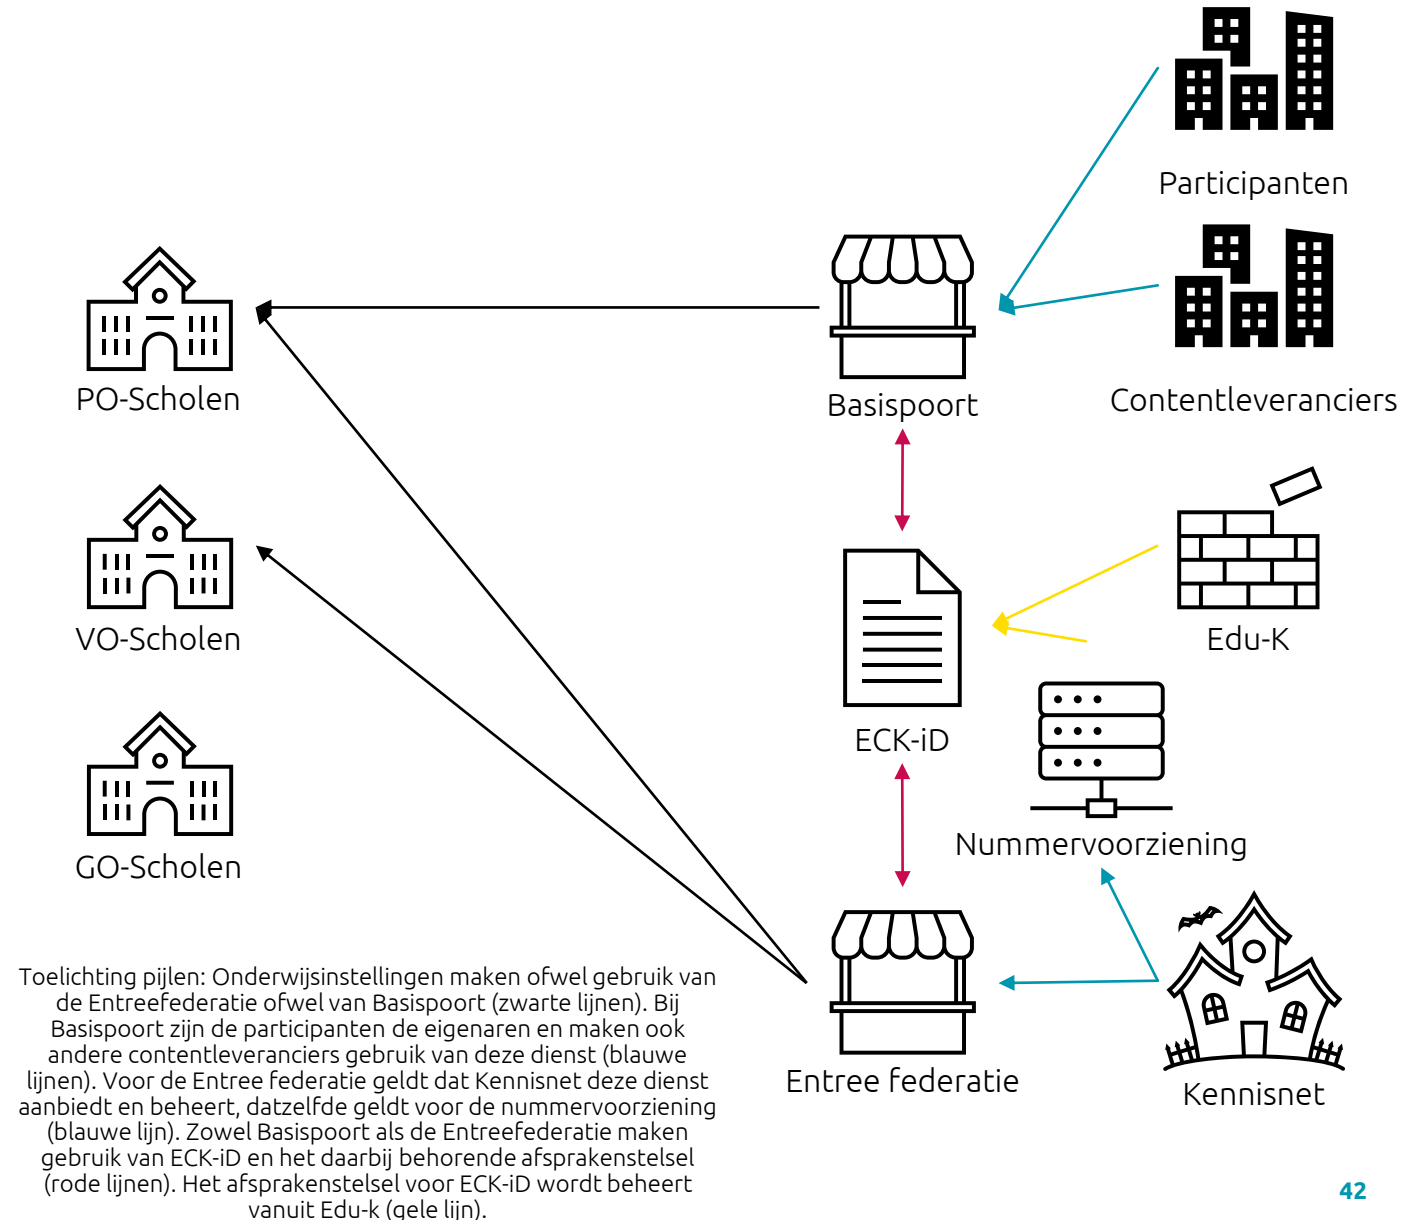 Participanten
PO-Scholen
Basispoort
Contentleveranciers
VO-Scholen
Edu-K
ECK-iD
GO-Scholen
Nummervoorziening
Entree federatie
Kennisnet
Toelichting pijlen: Onderwijsinstellingen maken ofwel gebruik van
de Entreefederatie ofwel van Basispoort (zwarte lijnen). Bij
Basispoort zijn de participanten de eigenaren en maken ook
andere contentleveranciers gebruik van deze dienst (blauwe
lijnen). Voor de Entree federatie geldt dat Kennisnet deze dienst
aanbiedt en beheert, datzelfde geldt voor de nummervoorziening
(blauwe lijn). Zowel Basispoort als de Entreefederatie maken
gebruik van ECK-iD en het daarbij behorende afsprakenstelsel
(rode lijnen). Het afsprakenstelsel voor ECK-iD wordt beheert
vanuit Edu-k (gele lijn).
42